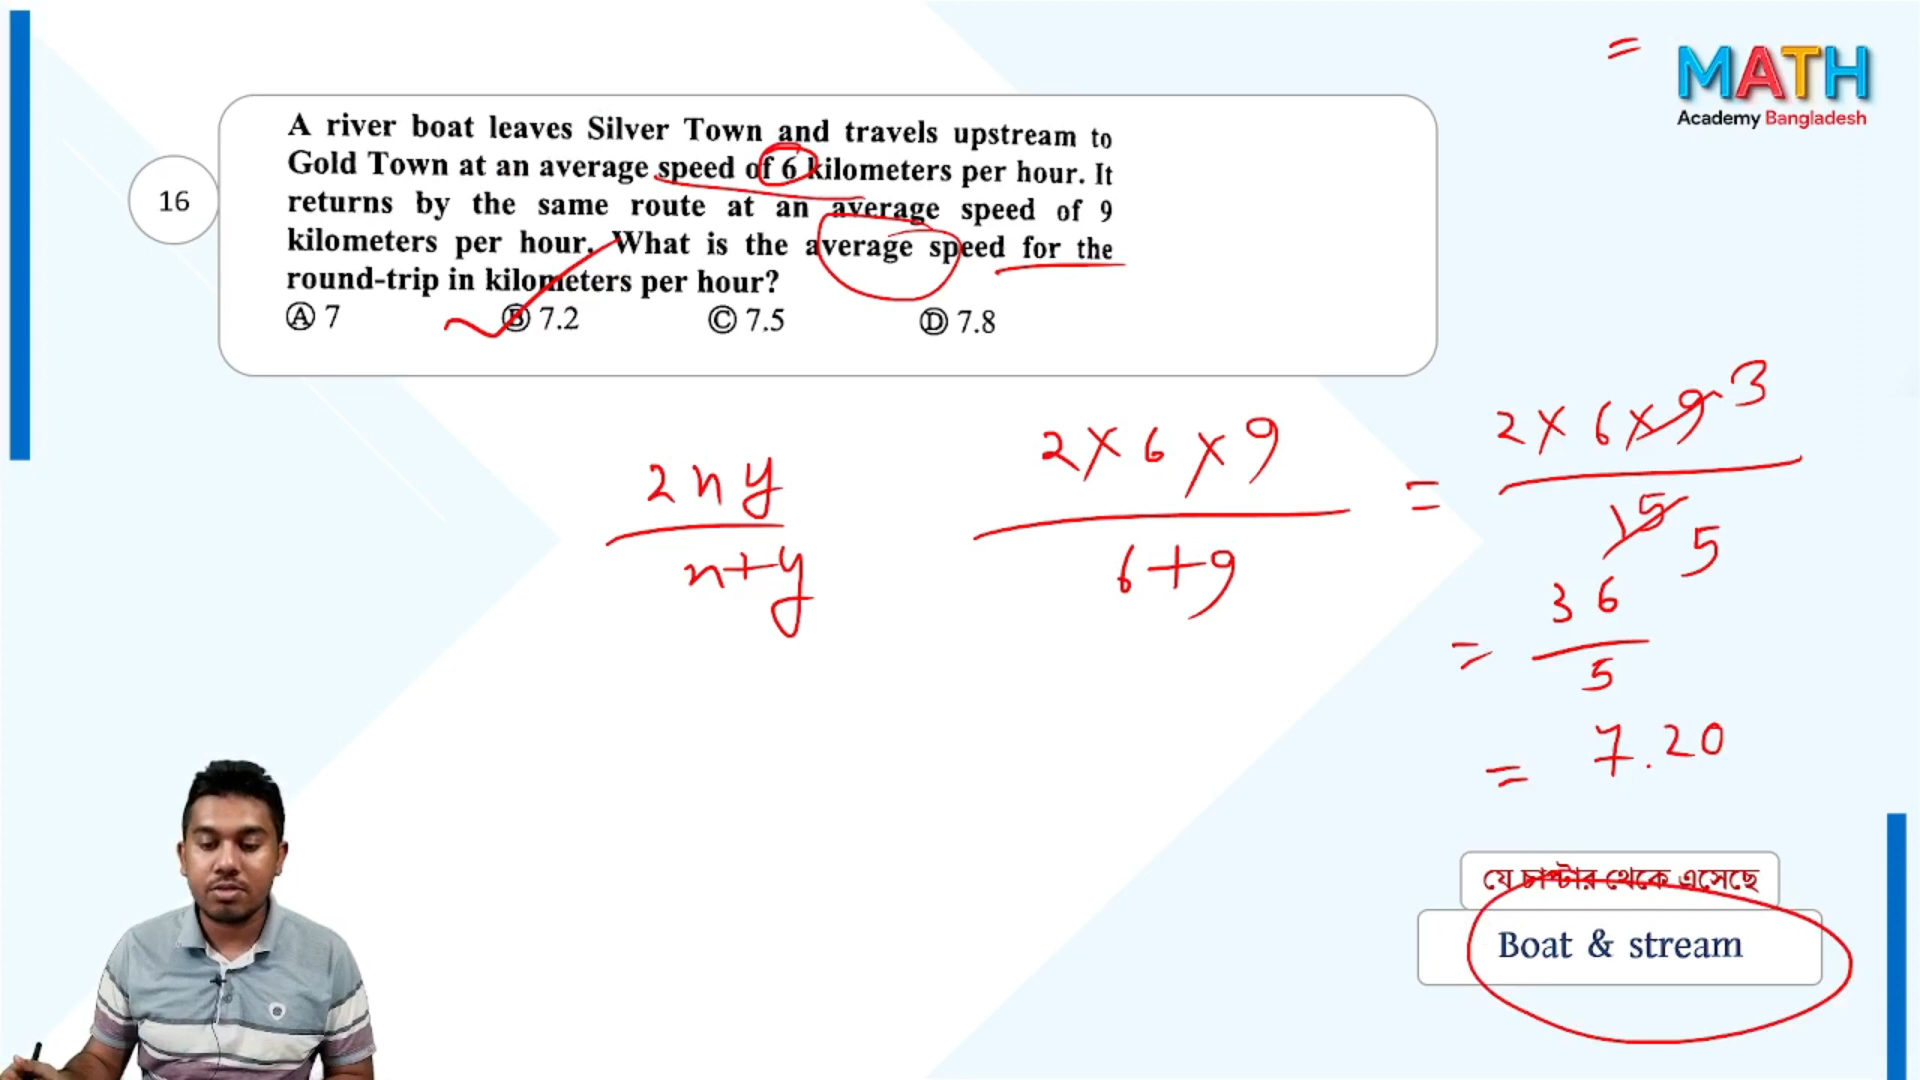 =
MATH
Academy Bangladesh
16
A river boat leaves Silver Town and travels upstream to
Gold Town at an average speed of 6 kilometers per hour. It
returns by the same route at an average speed of 9
kilometers per hour. What is the average speed for the
round-trip in kilometers per hour?
Ⓐ 7 Ⓑ 7.2 Ⓒ 7.5 Ⓓ 7.8
2xy
x+y
2 × 6 × 9
6+9
= 2 × 6 × 9 3
15 5
= 36
5
= 7.20
যে চাপ্টার থেকে এসেছে
Boat & stream